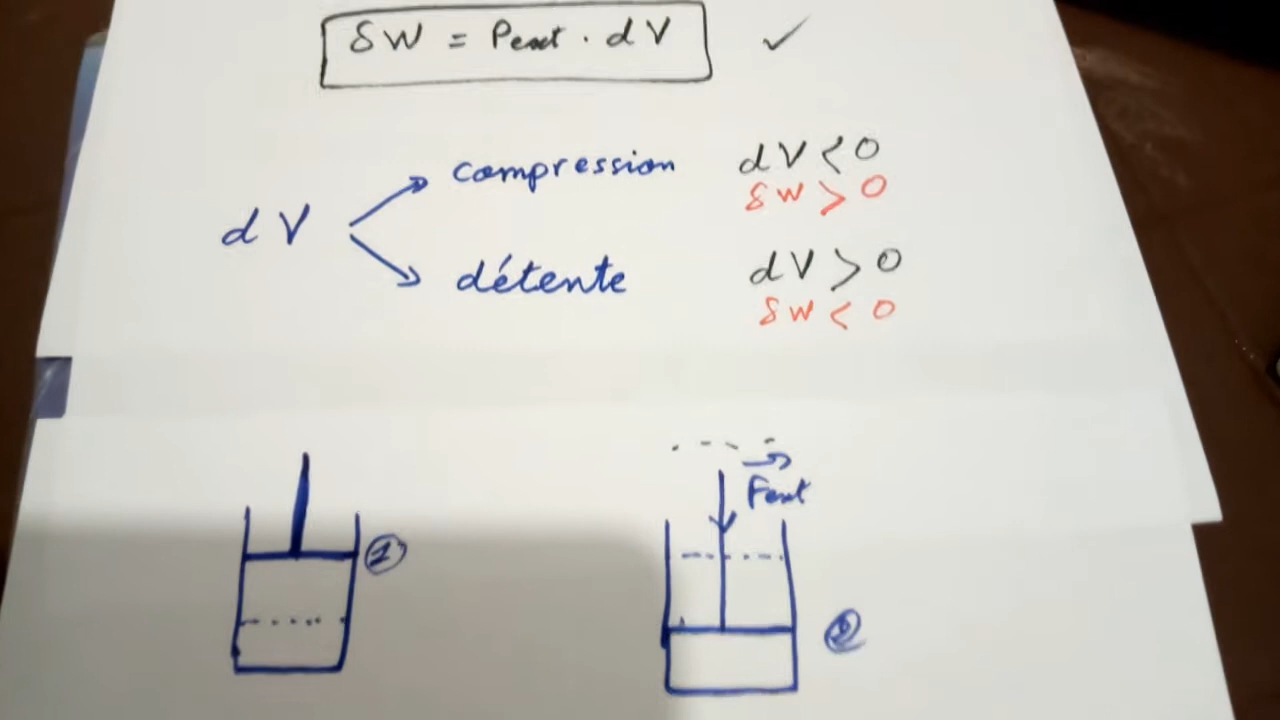 δW = Pext . dV ✓
compression dV < 0
δW > 0
dV
détente dV > 0
δW < 0
Fext
1
2